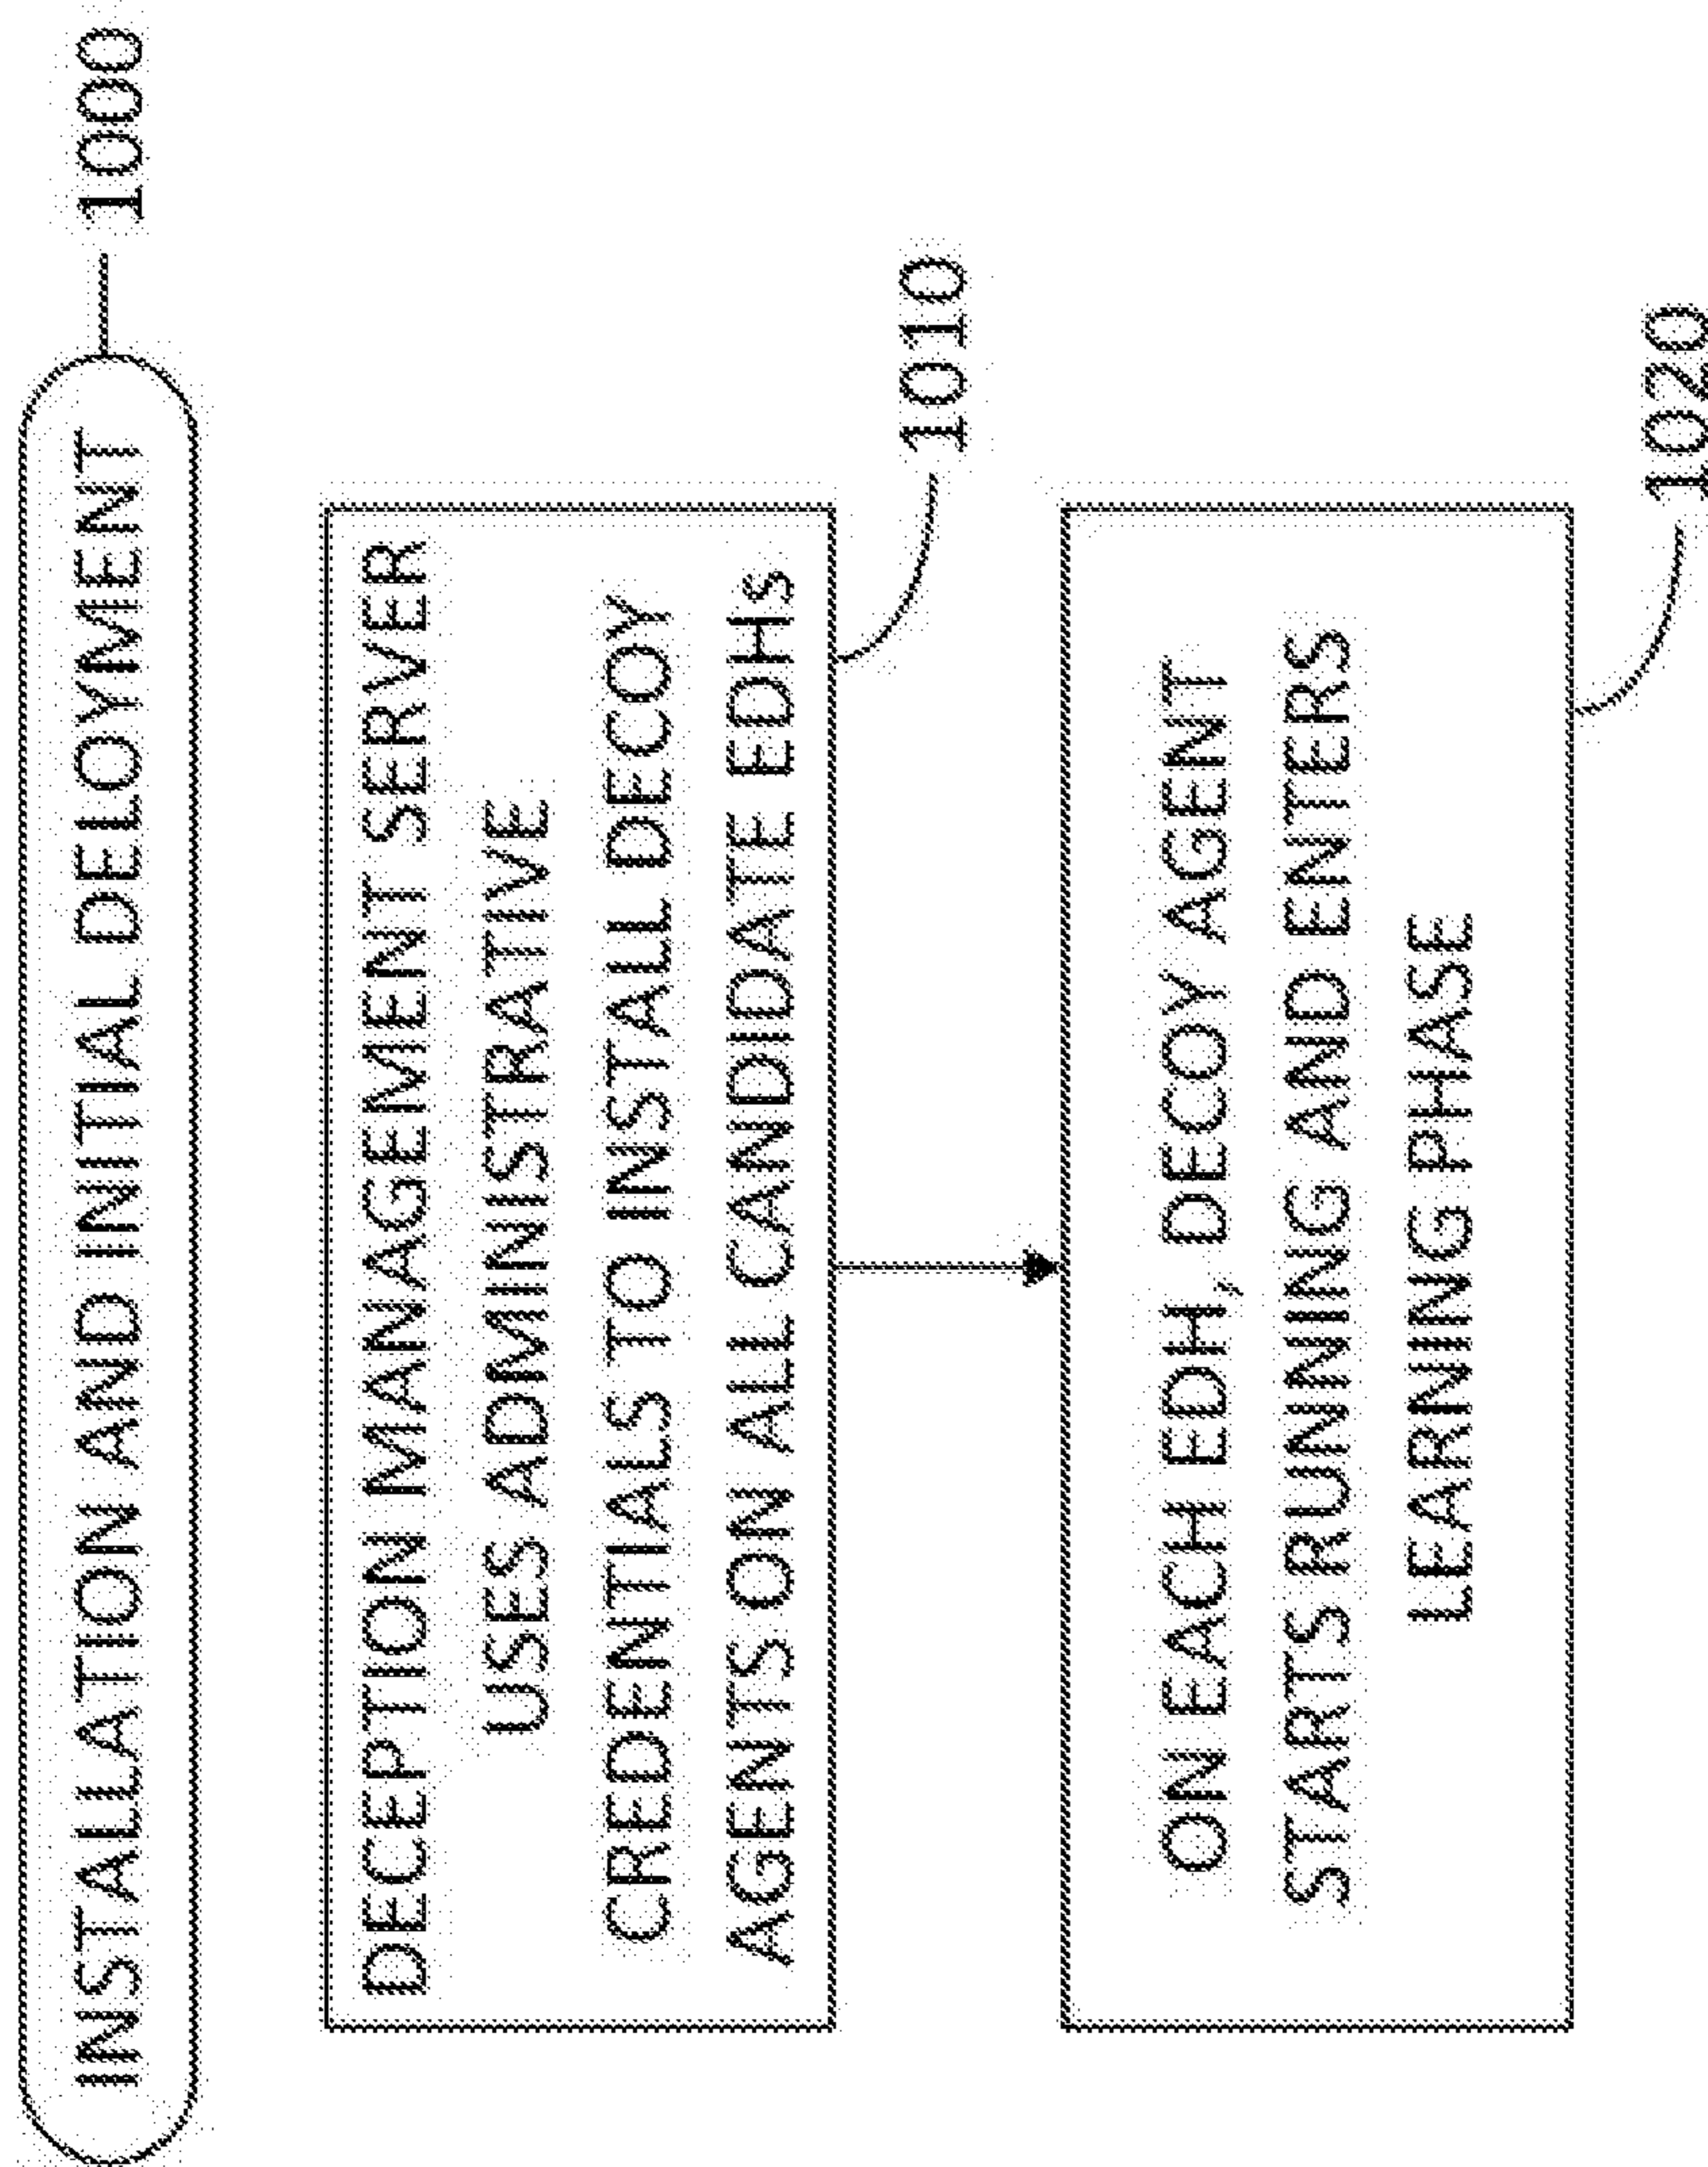 INSTALLATION AND INITIAL DELOYMENT
1000
DECEPTION MANAGEMENT SERVER
USES ADMINISTRATIVE
CREDENTIALS TO INSTALL DECOY
AGENTS ON ALL CANDIDATE EDHs
1010
ON EACH EDH, DECOY AGENT
STARTS RUNNING AND ENTERS
LEARNING PHASE
1020